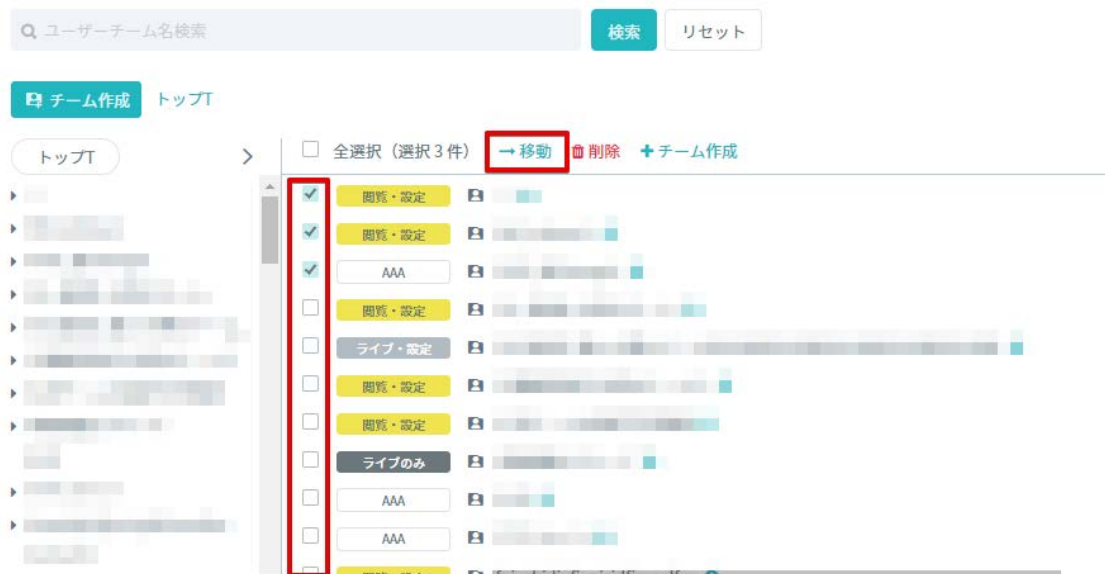 ユーザーチーム名検索 検索 リセット
チーム作成 トップT
トップT 全選択（選択3件） →移動 削除 +チーム作成
閲覧・設定
閲覧・設定
AAA
閲覧・設定
ライブ・設定
閲覧・設定
閲覧・設定
ライブのみ
AAA
AAA